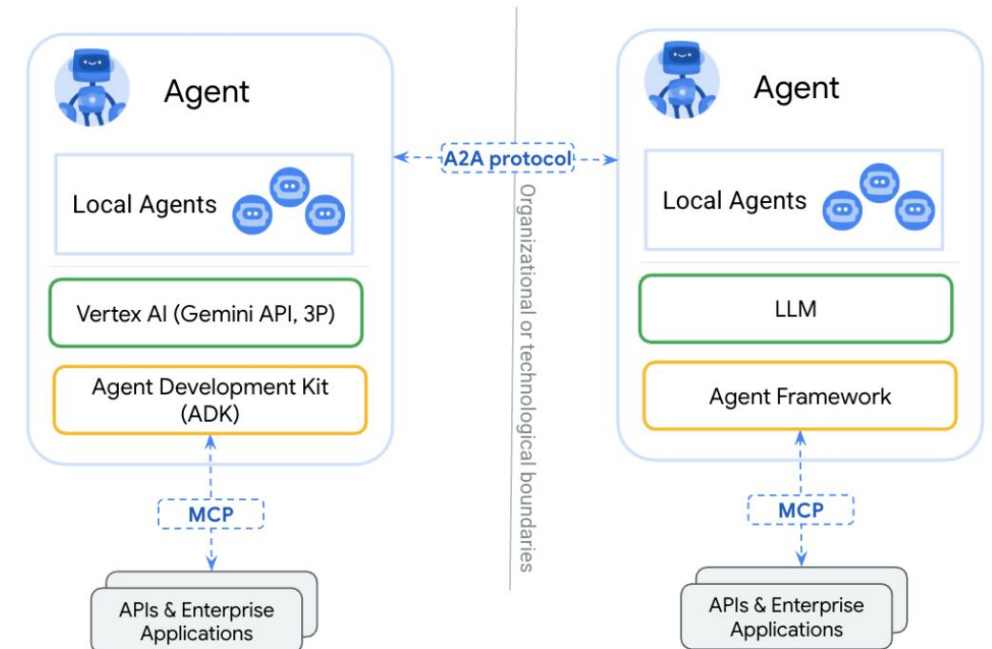 Agent
Local Agents
Vertex AI (Gemini API, 3P)
Agent Development Kit
(ADK)
MCP
APIs & Enterprise
Applications
A2A protocol
Organizational or technological boundaries
Agent
Local Agents
LLM
Agent Framework
MCP
APIs & Enterprise
Applications